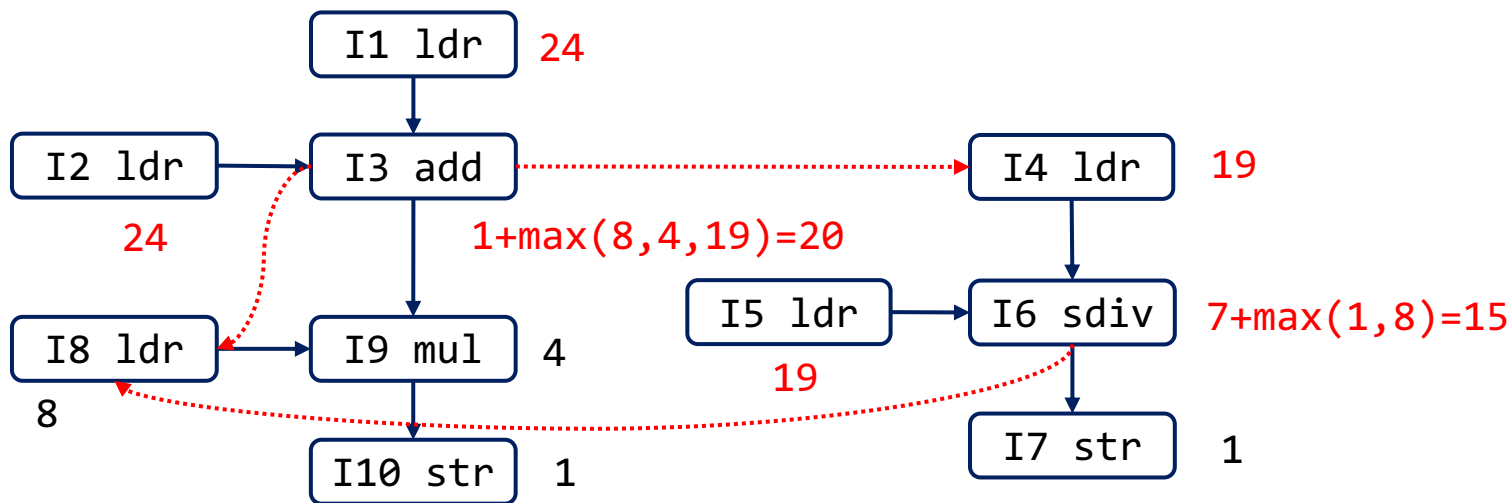 I1 ldr 24
I2 ldr I3 add I4 ldr 19
24 1+max(8,4,19)=20
I5 ldr I6 sdiv 7+max(1,8)=15
I8 ldr I9 mul 4
19
8
I7 str 1
I10 str 1